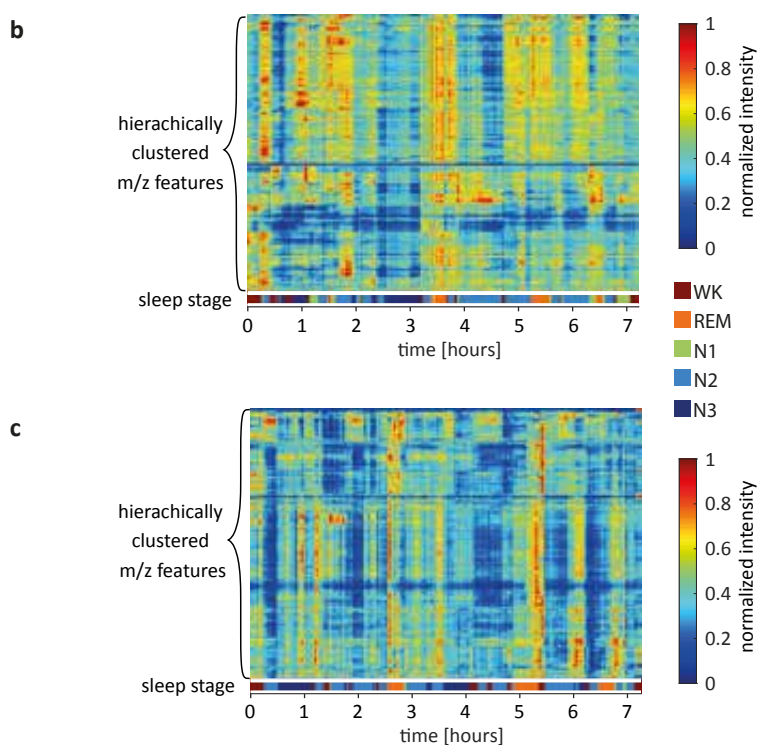 b
hierachically
clustered
m/z features
sleep stage
0 1 2 3 4 5 6 7
time [hours]
1
0.8
0.6
0.4
0.2
0
normalized intensity
WK
REM
N1
N2
N3
c
hierachically
clustered
m/z features
sleep stage
0 1 2 3 4 5 6 7
time [hours]
1
0.8
0.6
0.4
0.2
0
normalized intensity